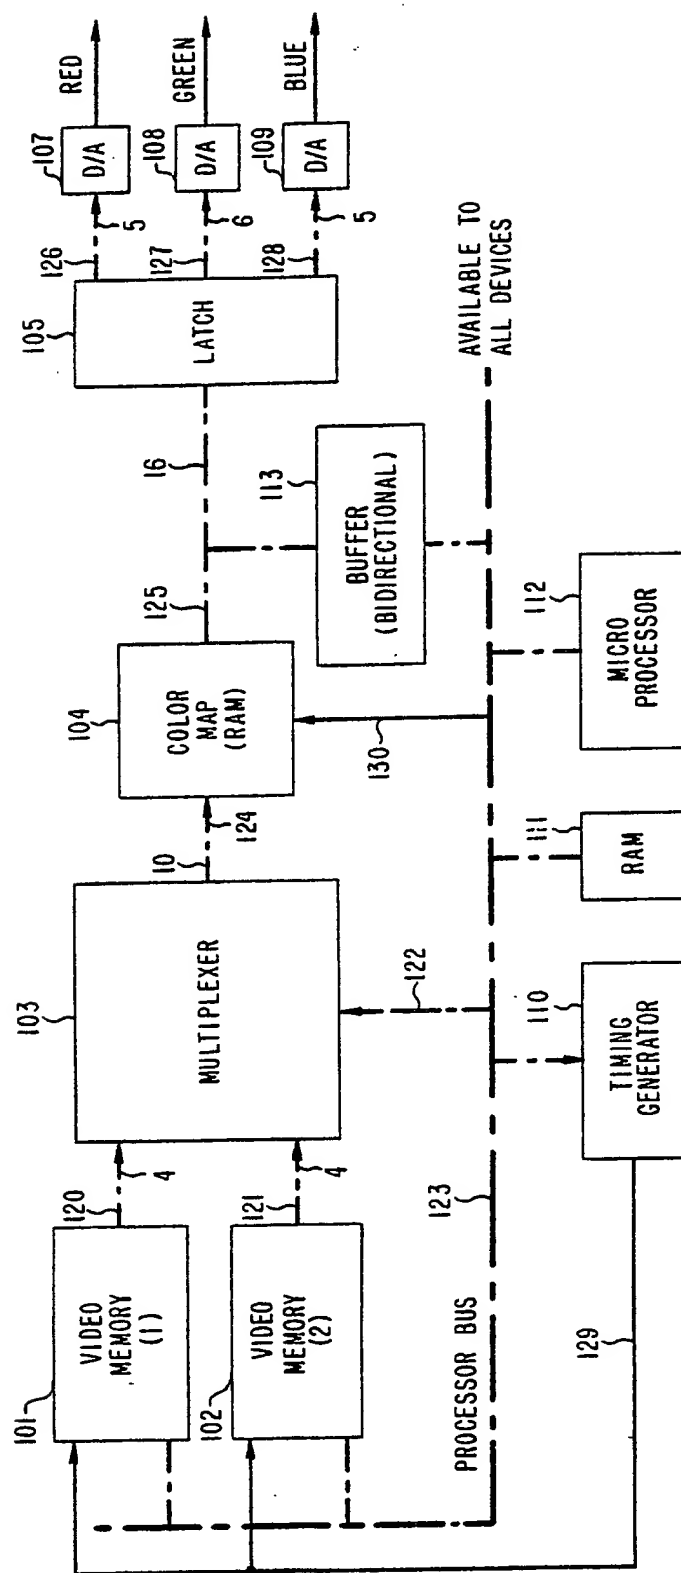 101
VIDEO
MEMORY
(1)
120
4
102
VIDEO
MEMORY
(2)
121
4
103
MULTIPLEXER
10
124
122
104
COLOR
MAP
(RAM)
130
125
16
113
BUFFER
(BIDIRECTIONAL)
105
LATCH
126
5
127
6
128
5
107
D/A
RED
108
D/A
GREEN
109
D/A
BLUE
PROCESSOR BUS
123
AVAILABLE TO
ALL DEVICES
129
110
TIMING
GENERATOR
111
RAM
112
MICRO
PROCESSOR